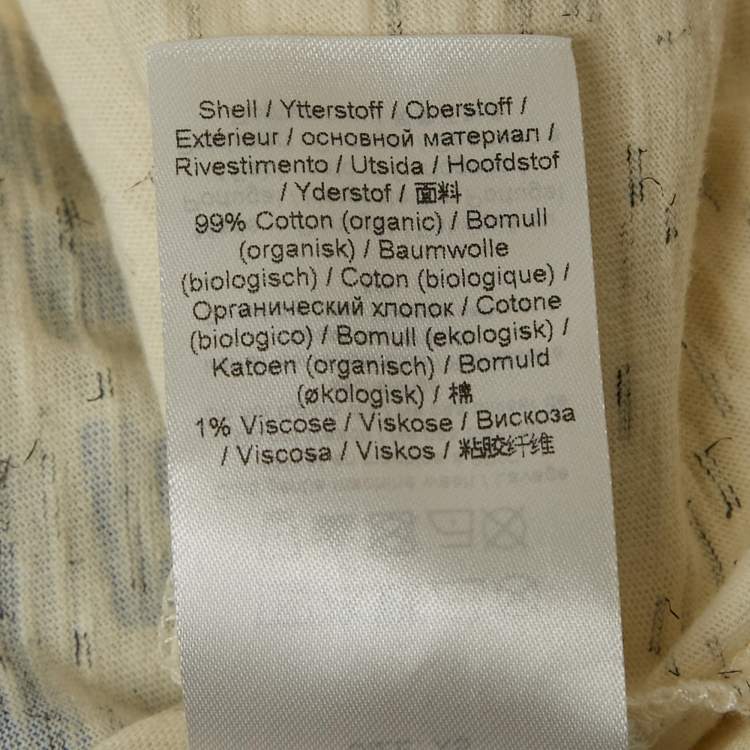 Shell / Ytterstoff / Oberstoff /
Extérieur / основной материал /
Rivestimento / Utsida / Hoofdstof
/ Yderstof / 面料
99% Cotton (organic) / Bomull
(organisk) / Baumwolle
(biologisch) / Coton (biologique) /
Органический хлопок / Cotone
(biologico) / Bomull (ekologisk) /
Katoen (organisch) / Bomuld
(økologisk) / 棉
1% Viscose / Viskose / Вискоза
/ Viscosa / Viskos / 粘胶纤维